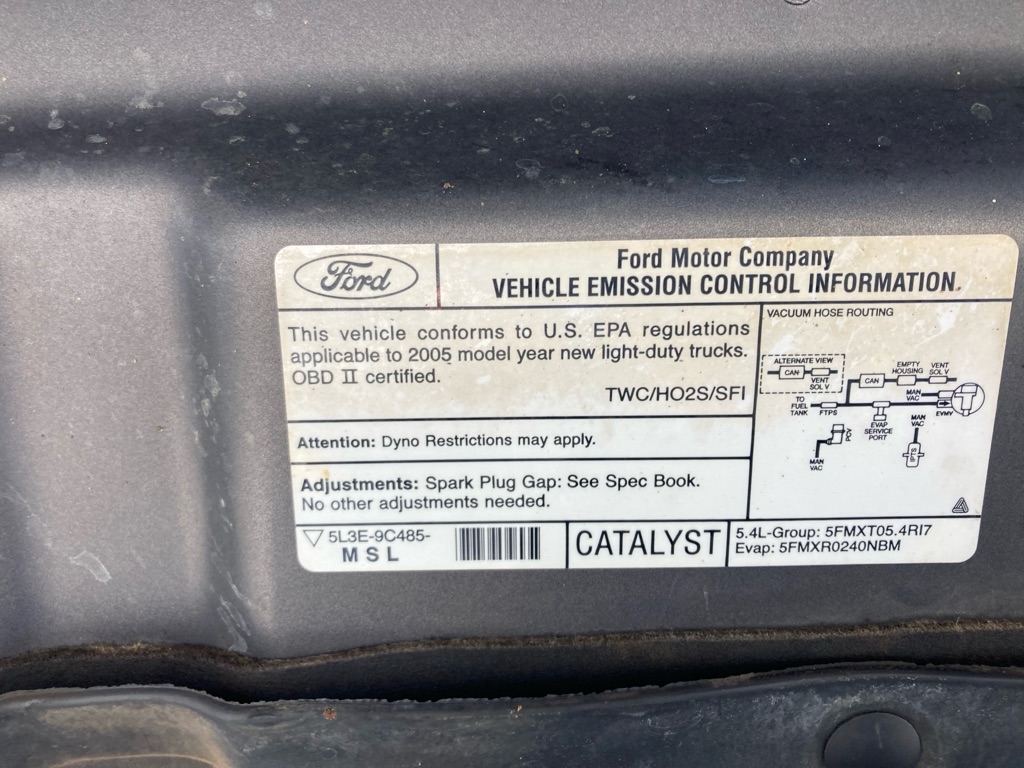 Ford
Ford Motor Company
VEHICLE EMISSION CONTROL INFORMATION
This vehicle conforms to U.S. EPA regulations
applicable to 2005 model year new light-duty trucks.
OBD II certified.
TWC/HO2S/SFI
Attention: Dyno Restrictions may apply.
Adjustments: Spark Plug Gap: See Spec Book.
No other adjustments needed.
VACUUM HOSE ROUTING
ALTERNATE VIEW
CAN
VENT
SOL V
CAN
EMPTY
HOUSING
VENT
SOL V
MAN
VAC
TO
FUEL
TANK
FTPS
EVAP
SERVICE
PORT
EVMV
MAN
VAC
PCV
MAN
VAC
IPTS
5L3E-9C485-
M S L
CATALYST
5.4L-Group: 5FMXT05.4RI7
Evap: 5FMXR0240NBM